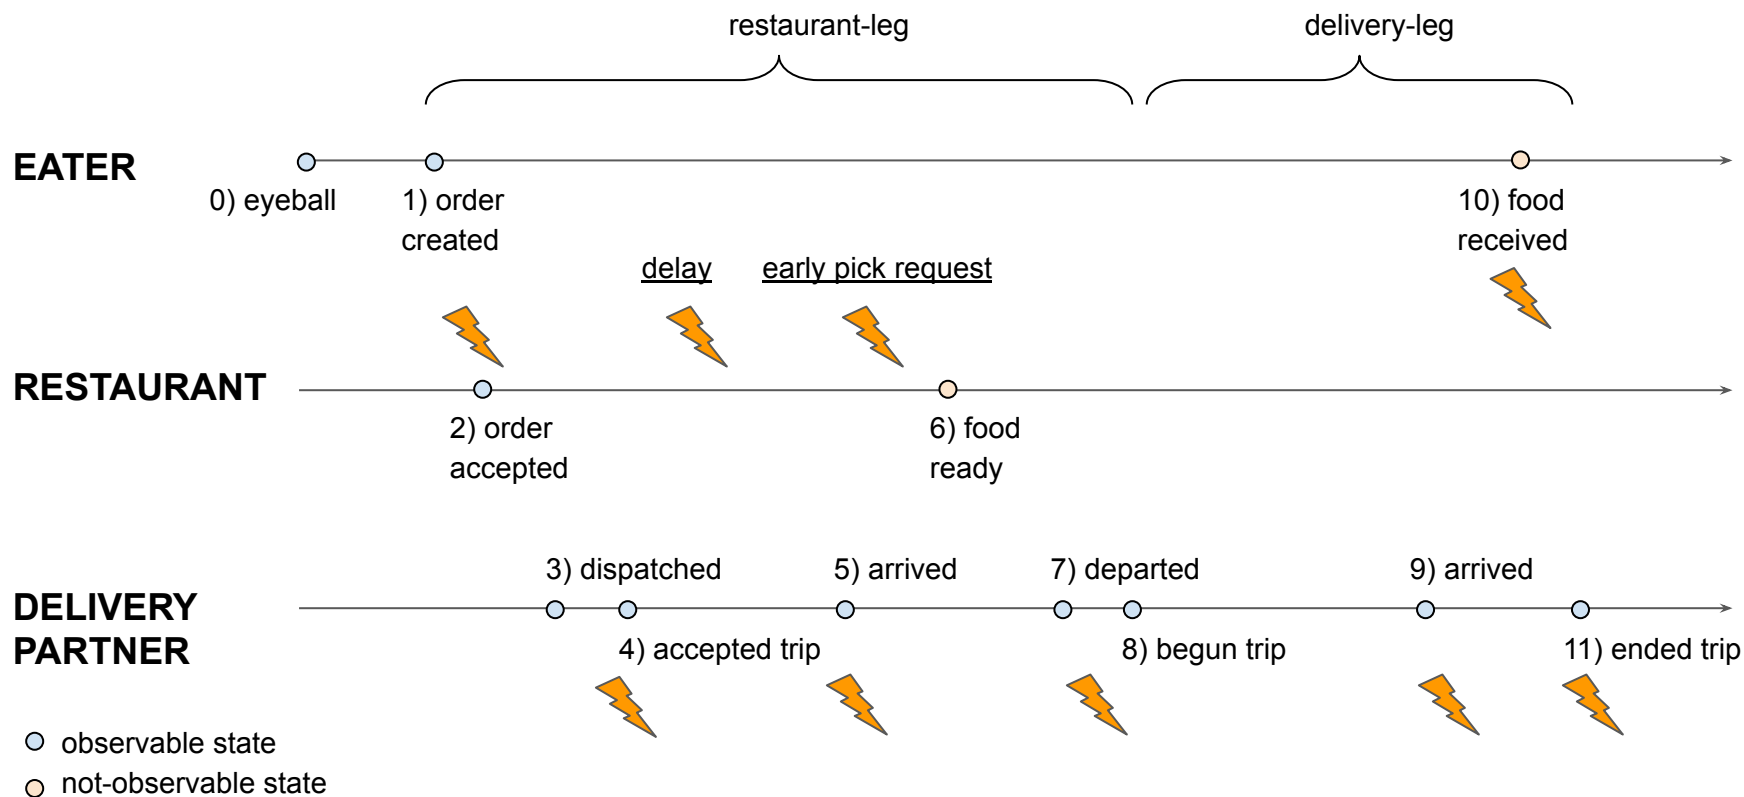 restaurant-leg
delivery-leg
EATER
0) eyeball
1) order
created
10) food
received
delay
early pick request
RESTAURANT
2) order
accepted
6) food
ready
3) dispatched
5) arrived
7) departed
9) arrived
DELIVERY
PARTNER
4) accepted trip
8) begun trip
11) ended trip
observable state
not-observable state